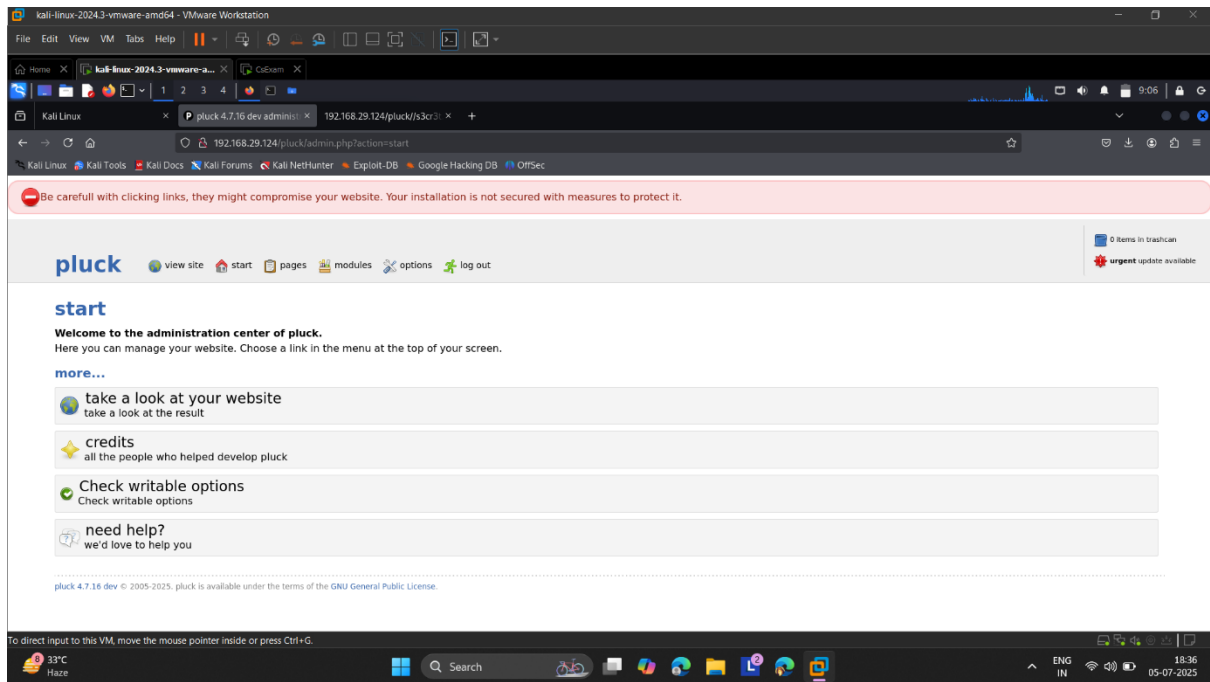 kali-linux-2024.3-vmware-amd64 - VMware Workstation
File Edit View VM Tabs Help
Home kali-linux-2024.3-vmware-a... CsExam
1 2 3 4 9:06
Kali Linux pluck 4.7.16 dev administ 192.168.29.124/pluck//s3cr3t
192.168.29.124/pluck/admin.php?action=start
Kali Linux Kali Tools Kali Docs Kali Forums Kali NetHunter Exploit-DB Google Hacking DB OffSec
Be carefull with clicking links, they might compromise your website. Your installation is not secured with measures to protect it.
0 items in trashcan
pluck view site start pages modules options log out
urgent update available
start
Welcome to the administration center of pluck.
Here you can manage your website. Choose a link in the menu at the top of your screen.
more...
take a look at your website
take a look at the result
credits
all the people who helped develop pluck
Check writable options
Check writable options
need help?
we'd love to help you
pluck 4.7.16 dev © 2005-2025. pluck is available under the terms of the GNU General Public License.
To direct input to this VM, move the mouse pointer inside or press Ctrl+G.
8 33°C
Haze
Search
ENG
IN
18:36
05-07-2025